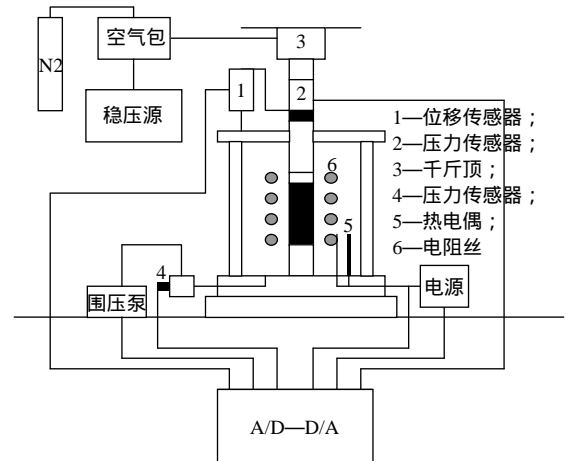 空气包
3
N2
1
2
稳压源
1—位移传感器；
2—压力传感器；
3—千斤顶；
4—压力传感器；
5—热电偶；
6—电阻丝
6
5
4
围压泵
电源
A/D—D/A